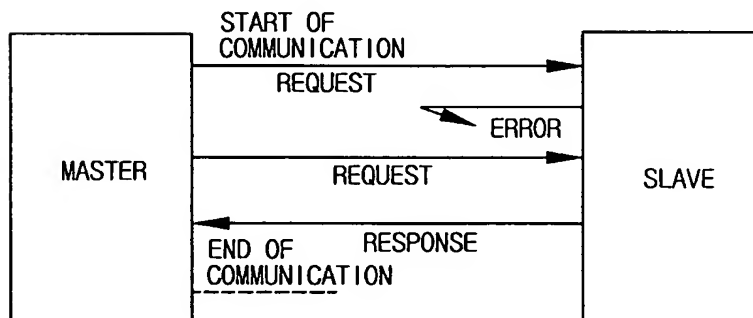 START OF
COMMUNICATION
REQUEST
ERROR
MASTER
REQUEST
SLAVE
RESPONSE
END OF
COMMUNICATION